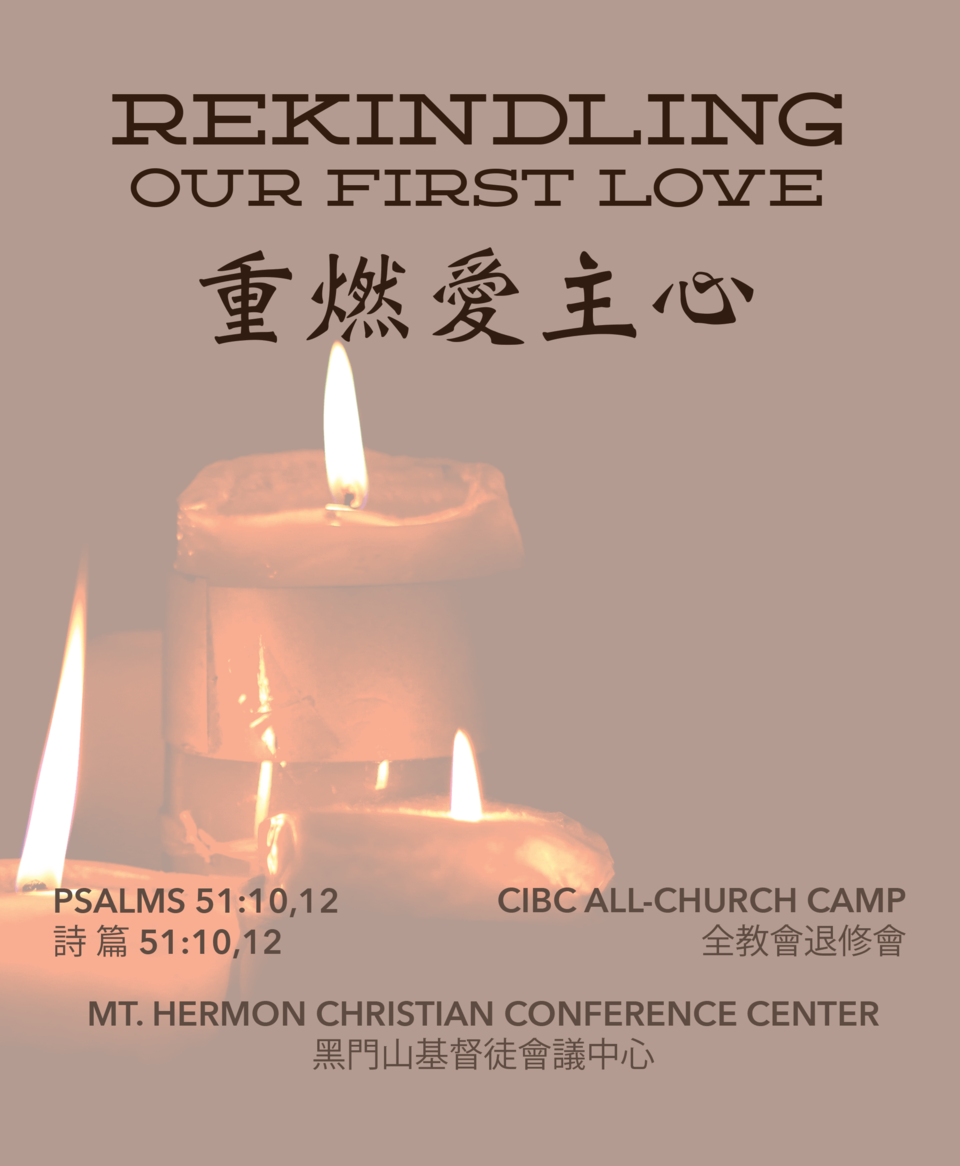 REKINDLING
OUR FIRST LOVE
重燃愛主心
PSALMS 51:10,12
詩篇 51:10,12
CIBC ALL-CHURCH CAMP
全教會退修會
MT. HERMON CHRISTIAN CONFERENCE CENTER
黑門山基督徒會議中心